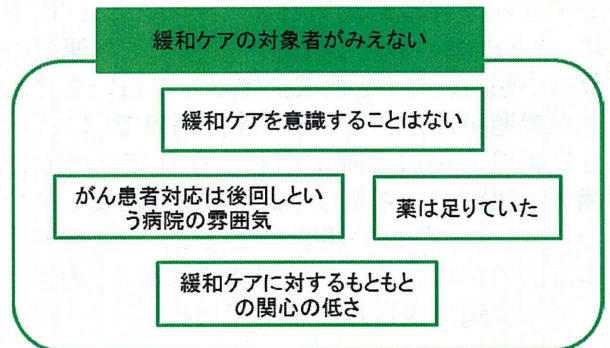 緩和ケアの対象者がみえない
緩和ケアを意識することはない
がん患者対応は後回しとい
う病院の雰囲気
薬は足りていた
緩和ケアに対するもともと
の関心の低さ